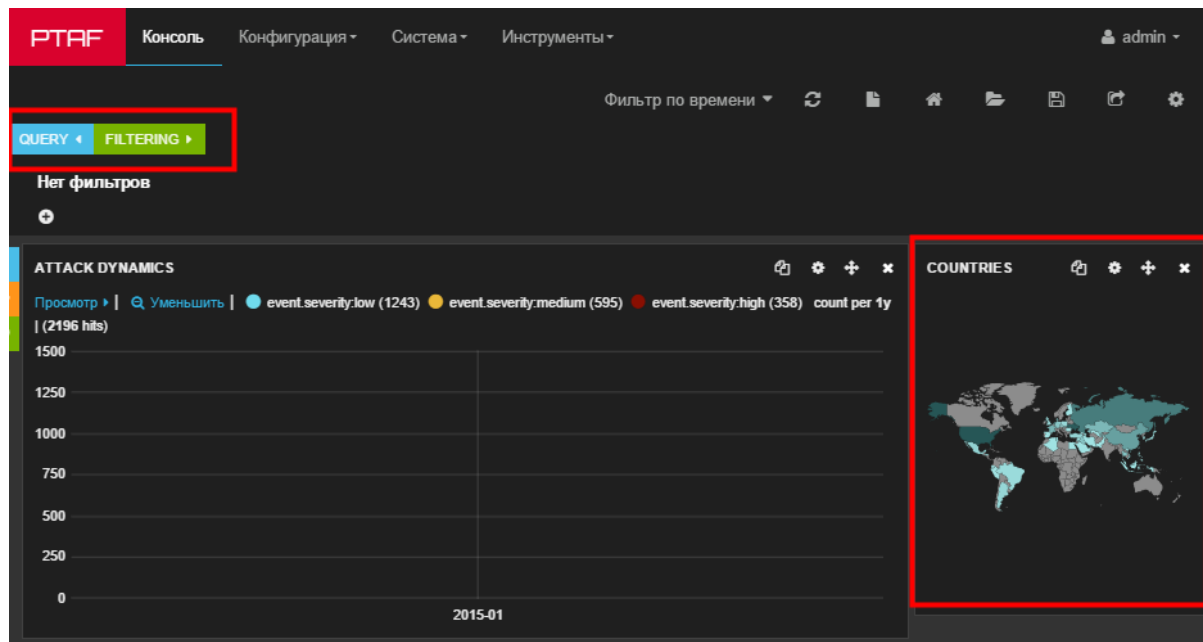 PTAF Консоль Конфигурация Система Инструменты admin
Фильтр по времени
QUERY FILTERING
Нет фильтров
ATTACK DYNAMICS
Просмотр | Уменьшить | event.severity:low (1243) event.severity:medium (595) event.severity:high (358) count per 1y
| (2196 hits)
1500
1250
1000
750
500
250
0
2015-01
COUNTRIES